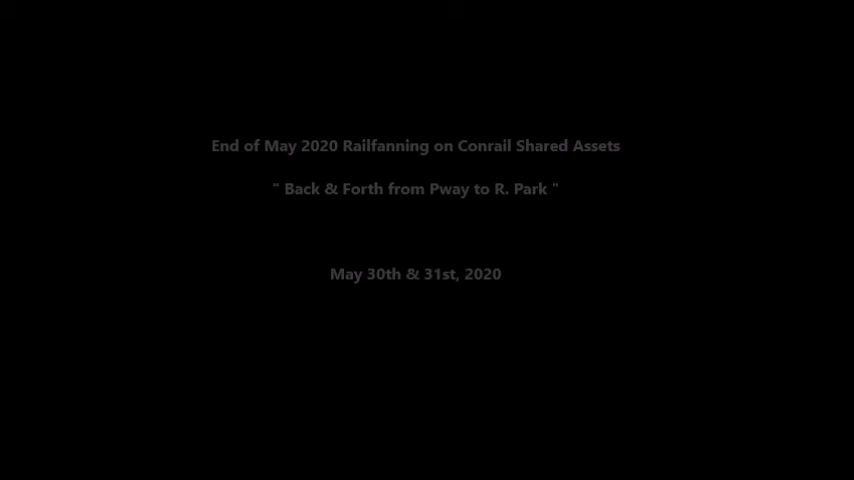 End of May 2020 Railfanning on Conrail Shared Assets
" Back & Forth from Pway to R. Park "
May 30th & 31st, 2020